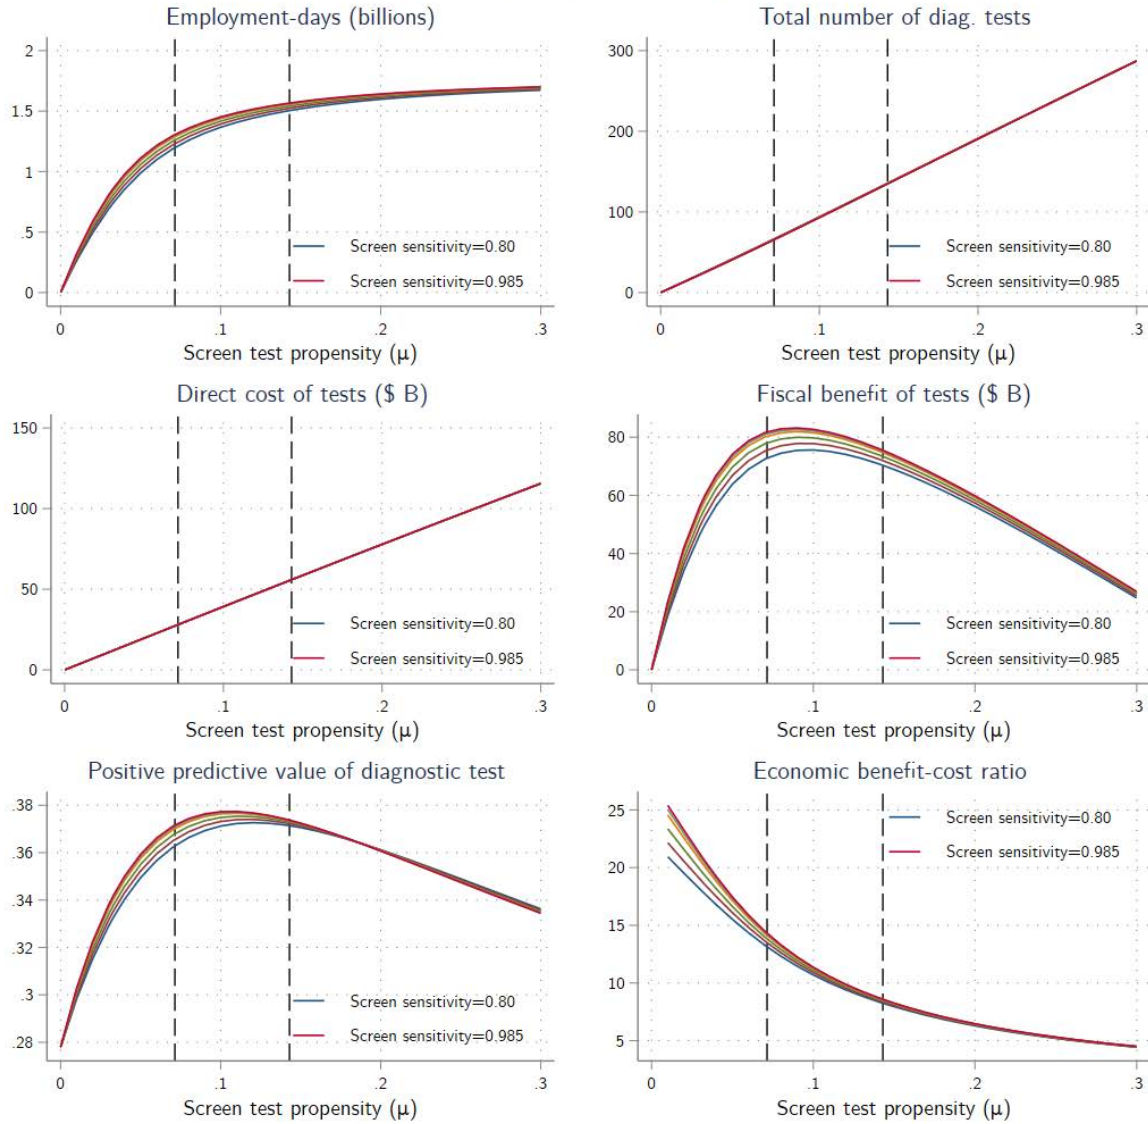 Employment-days (billions)
2
1.5
1
.5
0
Screen sensitivity=0.80
Screen sensitivity=0.985
0 .1 .2 .3
Screen test propensity (μ)
Total number of diag. tests
300
200
100
0
Screen sensitivity=0.80
Screen sensitivity=0.985
0 .1 .2 .3
Screen test propensity (μ)
Direct cost of tests ($ B)
150
100
50
0
Screen sensitivity=0.80
Screen sensitivity=0.985
0 .1 .2 .3
Screen test propensity (μ)
Fiscal benefit of tests ($ B)
80
60
40
20
0
Screen sensitivity=0.80
Screen sensitivity=0.985
0 .1 .2 .3
Screen test propensity (μ)
Positive predictive value of diagnostic test
.38
.36
.34
.32
.3
.28
Screen sensitivity=0.80
Screen sensitivity=0.985
0 .1 .2 .3
Screen test propensity (μ)
Economic benefit-cost ratio
25
20
15
10
5
Screen sensitivity=0.80
Screen sensitivity=0.985
0 .1 .2 .3
Screen test propensity (μ)